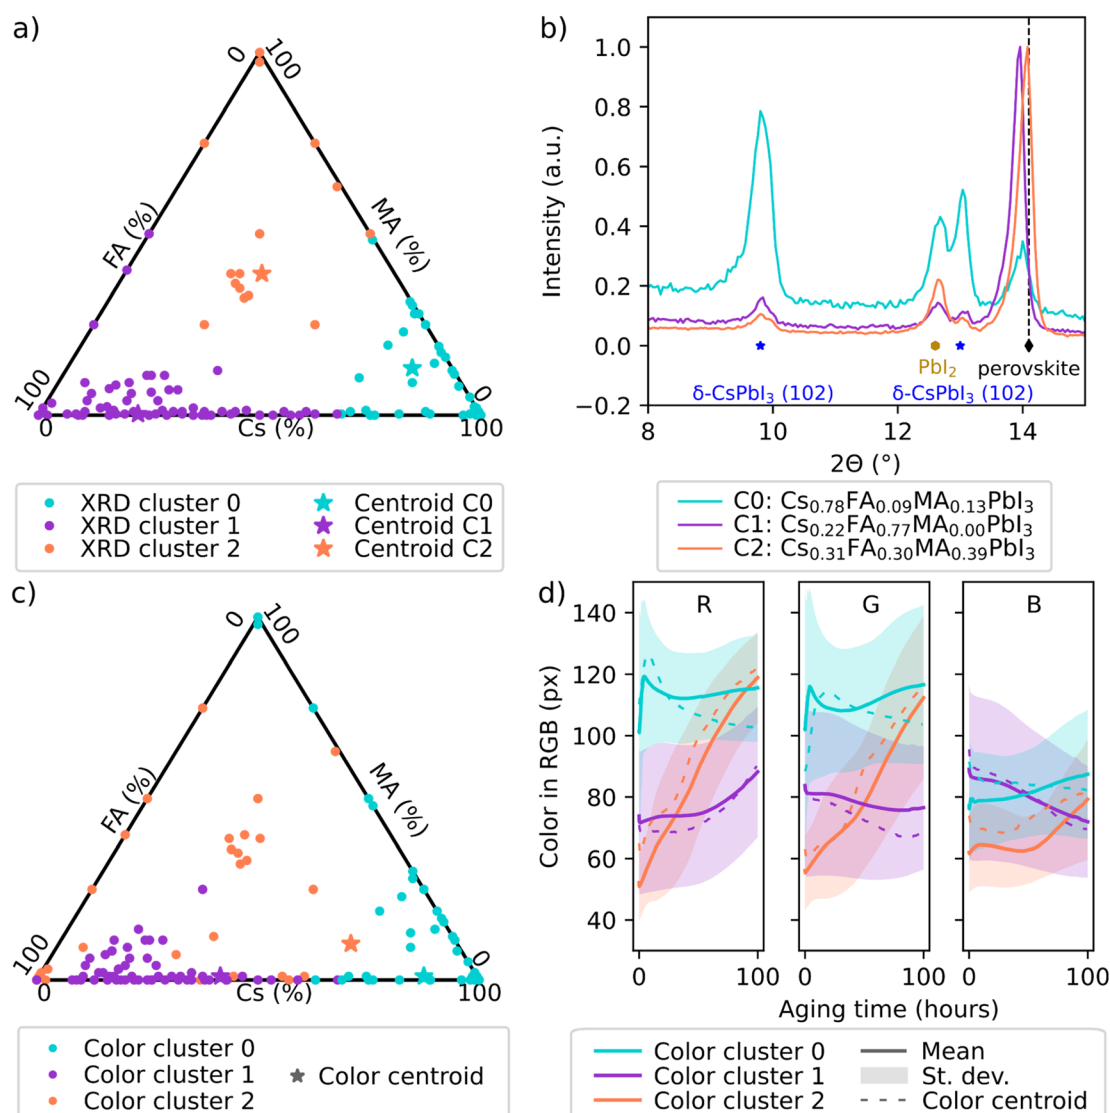 a)
0
100
FA (%)
MA (%)
100
0
0
Cs (%)
100
XRD cluster 0
XRD cluster 1
XRD cluster 2
Centroid C0
Centroid C1
Centroid C2
b)
Intensity (a.u.)
1.0
0.8
0.6
0.4
0.2
0.0
−0.2
PbI₂
perovskite
δ-CsPbI₃ (102)
δ-CsPbI₃ (102)
8
10
12
14
2Θ (°)
C0: Cs₀.₇₈FA₀.₀₉MA₀.₁₃PbI₃
C1: Cs₀.₂₂FA₀.₇₇MA₀.₀₀PbI₃
C2: Cs₀.₃₁FA₀.₃₀MA₀.₃₉PbI₃
c)
0
100
FA (%)
MA (%)
100
0
0
Cs (%)
100
Color cluster 0
Color cluster 1
Color cluster 2
Color centroid
d)
Color in RGB (px)
140
120
100
80
60
40
R
G
B
0
100
0
100
0
100
Aging time (hours)
Color cluster 0
Color cluster 1
Color cluster 2
Mean
St. dev.
Color centroid